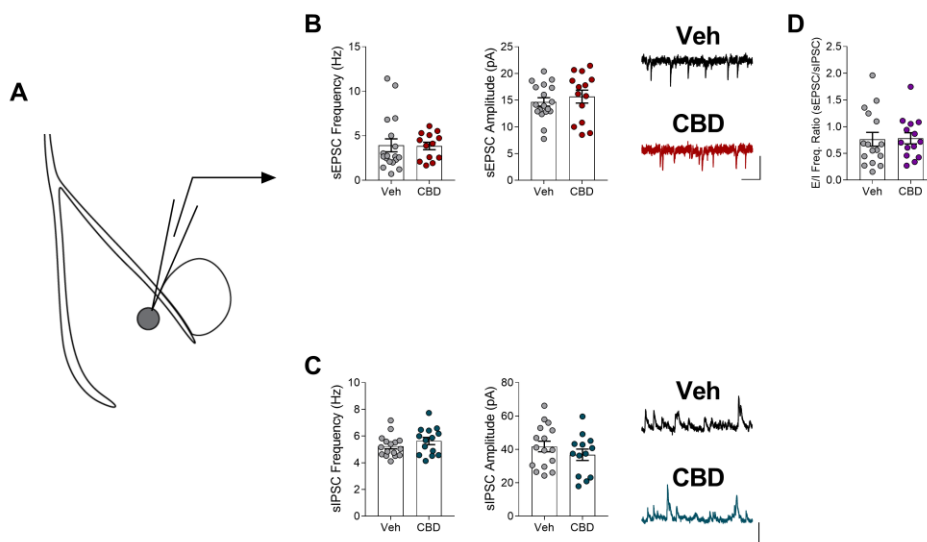 A
B
sEPSC Frequency (Hz)
15
10
5
0
Veh
CBD
sEPSC Amplitude (pA)
25
20
15
10
5
0
Veh
CBD
Veh
CBD
D
E/I Freq. Ratio (sEPSC/sIPSC)
2.5
2.0
1.5
1.0
0.5
0.0
Veh
CBD
C
sIPSC Frequency (Hz)
10
8
6
4
2
0
Veh
CBD
sIPSC Amplitude (pA)
80
60
40
20
0
Veh
CBD
Veh
CBD